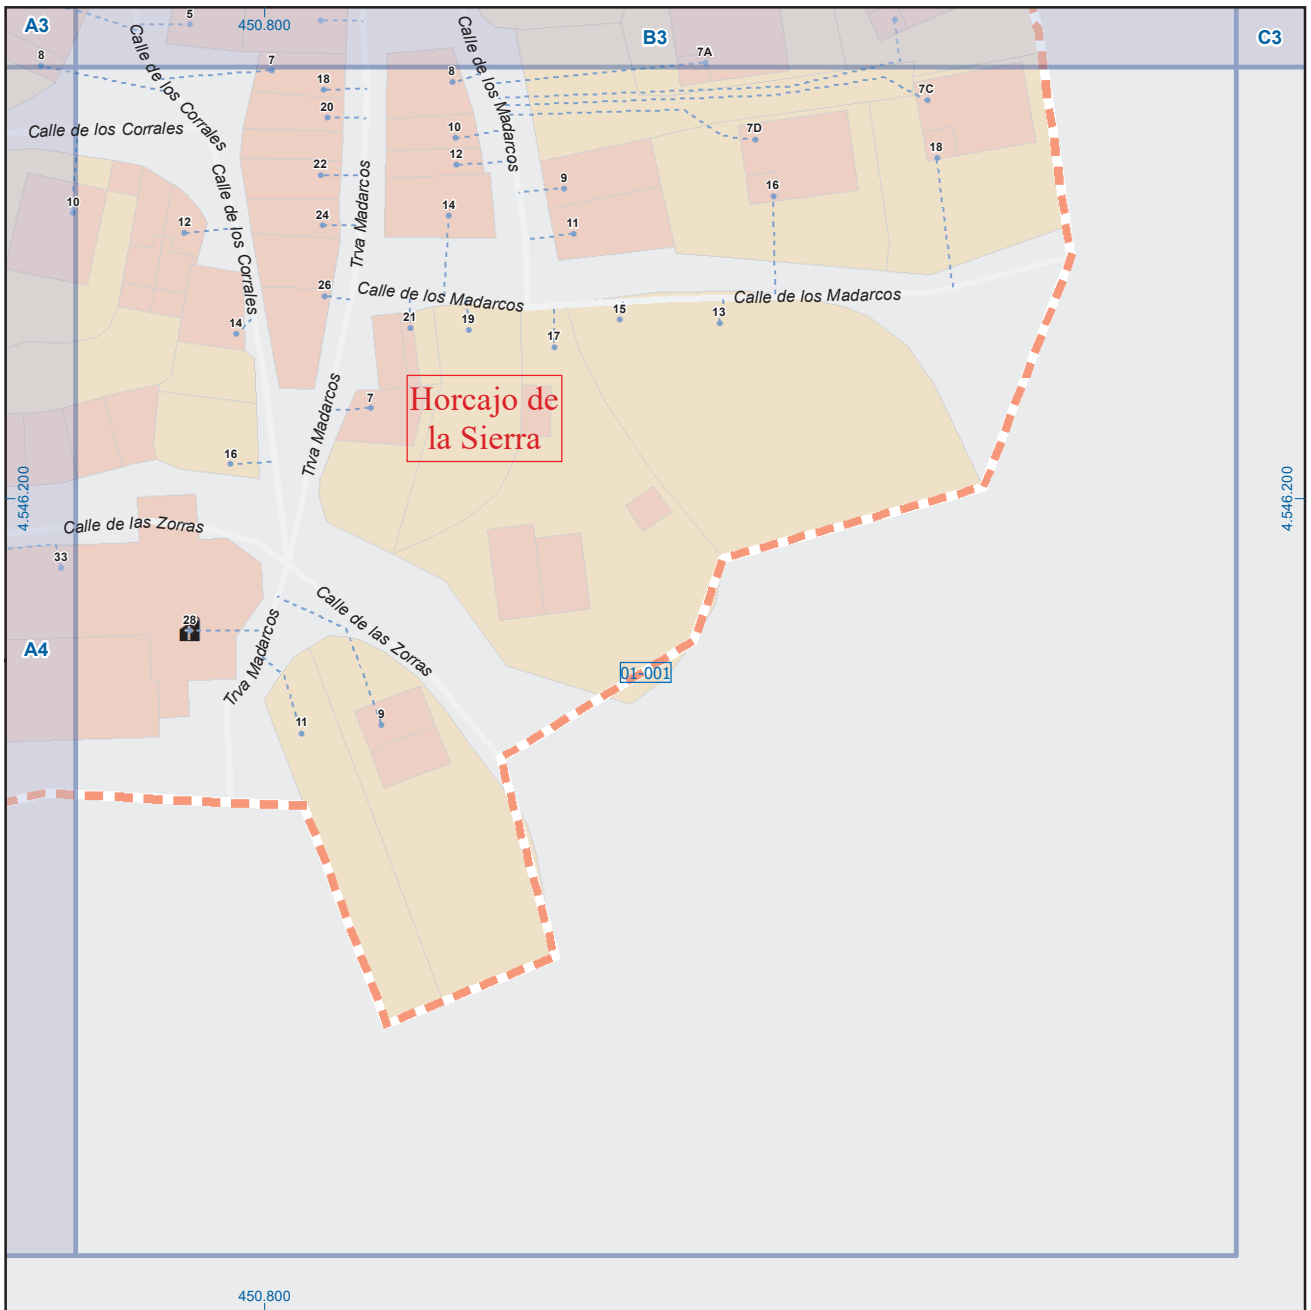 A3
5
450.800
B3
C3
8
7
18
8
7A
7C
20
10
7D
12
18
22
9
16
10
12
24
14
11
26
14
21
19
17
15
13
7
16
33
28
11
9
Calle de los Corrales
Calle de los Corrales
Calle de los Corrales
Trva Madarcos
Calle de los Madarcos
Calle de los Madarcos
Calle de los Madarcos
Horcajo de
la Sierra
Trva Madarcos
4.546.200
4.546.200
Calle de las Zorras
Calle de las Zorras
Trva Madarcos
A4
01-001
450.800